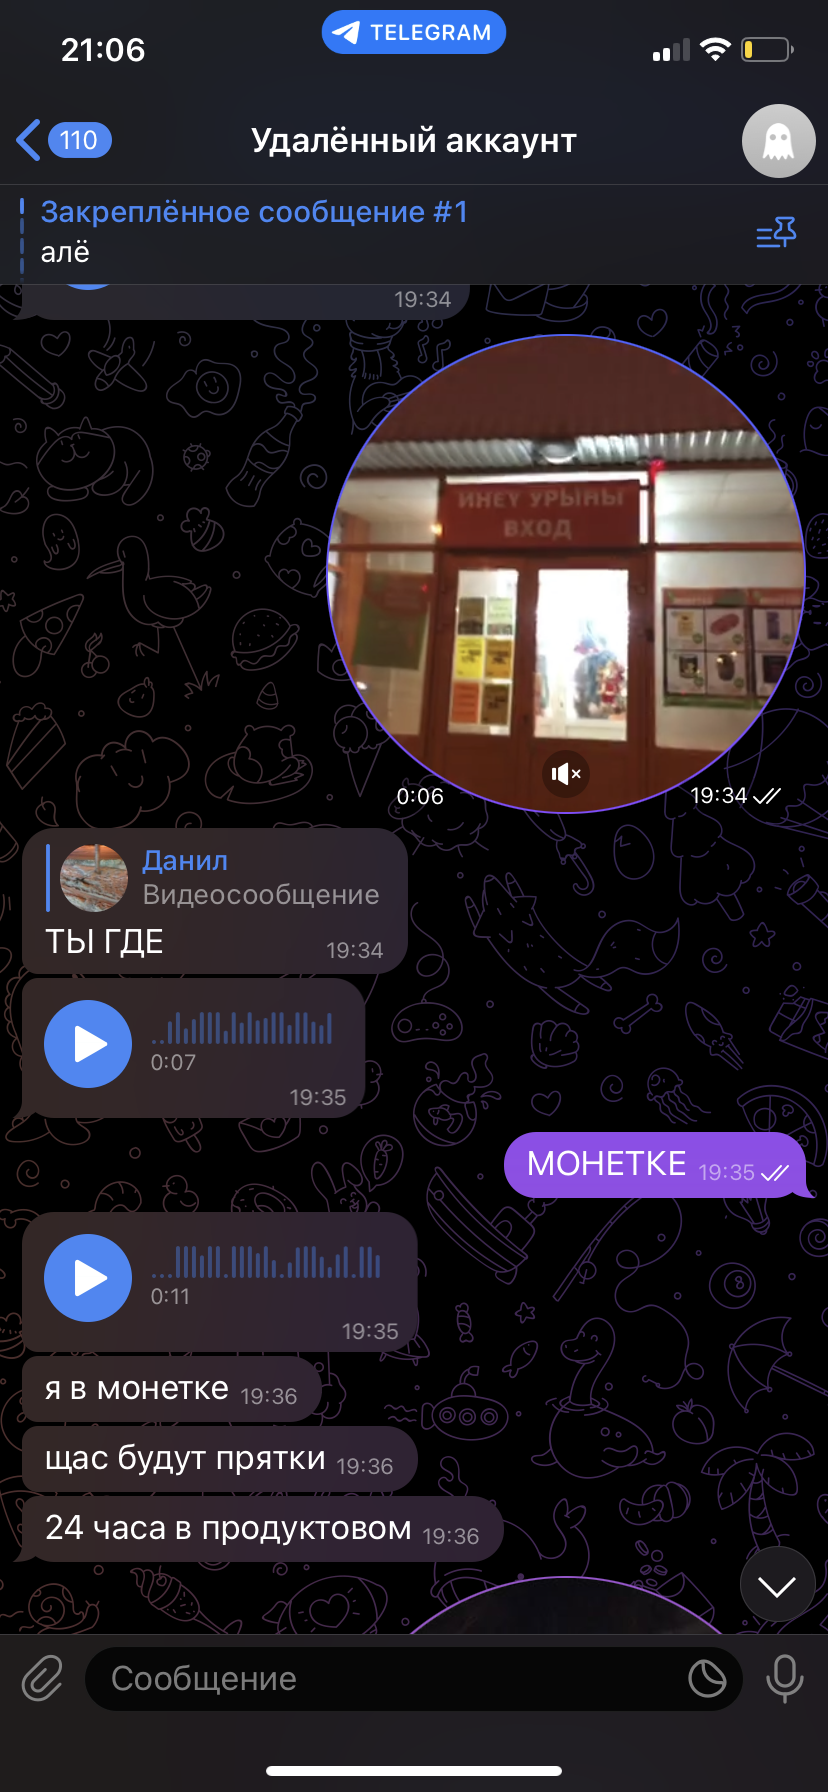 21:06
TELEGRAM
110
Удалённый аккаунт
Закреплённое сообщение #1
алё
19:34
ИНЕҮ УРЫНЫ
ВХОД
0:06
19:34
Данил
Видеосообщение
ТЫ ГДЕ
19:34
0:07
19:35
МОНЕТКЕ 19:35
0:11
19:35
я в монетке 19:36
щас будут прятки 19:36
24 часа в продуктовом 19:36
Сообщение